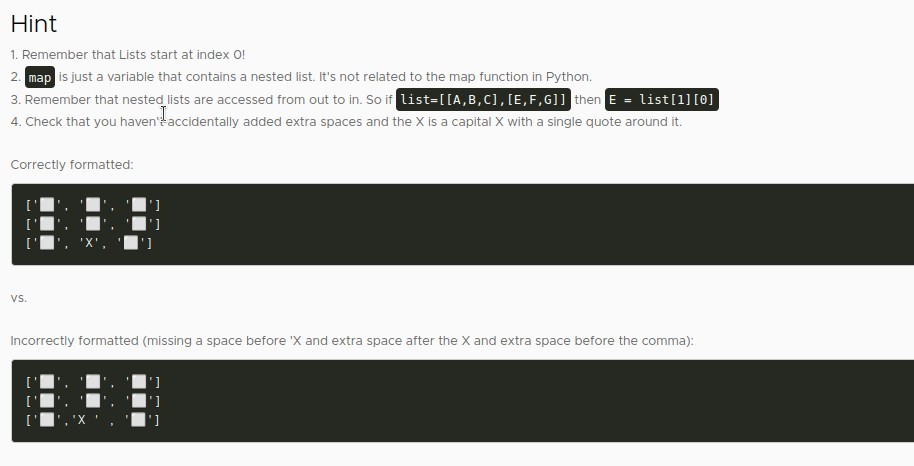 Hint
1. Remember that Lists start at index 0!
2. map is just a variable that contains a nested list. It's not related to the map function in Python.
3. Remember that nested lists are accessed from out to in. So if list=[[A,B,C],[E,F,G]] then E = list[1][0]
4. Check that you haven't accidentally added extra spaces and the X is a capital X with a single quote around it.
Correctly formatted:
['⬜', '⬜', '⬜']
['⬜', '⬜', '⬜']
['⬜', 'X', '⬜']
vs.
Incorrectly formatted (missing a space before 'X and extra space after the X and extra space before the comma):
['⬜', '⬜', '⬜']
['⬜', '⬜', '⬜']
['⬜','X ' , '⬜']